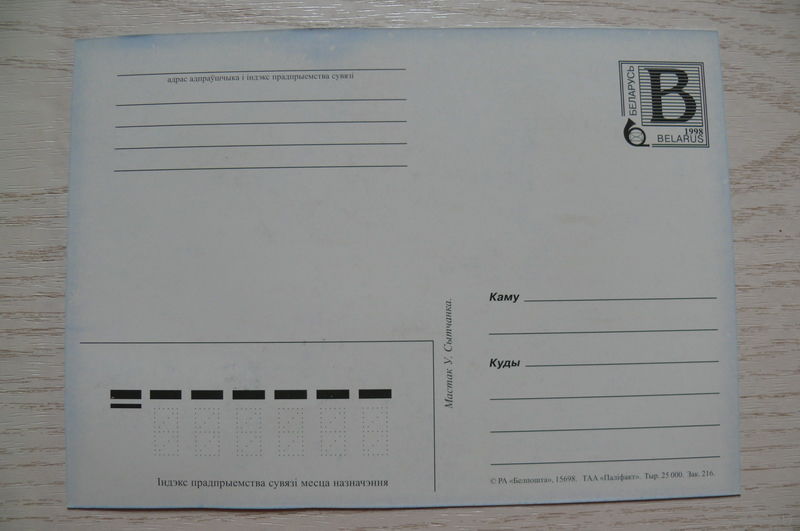 адрас адпраўшчыка і індэкс прадпрыемства сувязі
БЕЛАРУСЬ
B
1998
BELARUS
Каму
Куды
Мастак У. Сытчанка.
Індэкс прадпрыемства сувязі месца назначэння
© РА «Белпошта», 15698. ТАА «Паліфакт». Тыр. 25 000. Зак. 216.